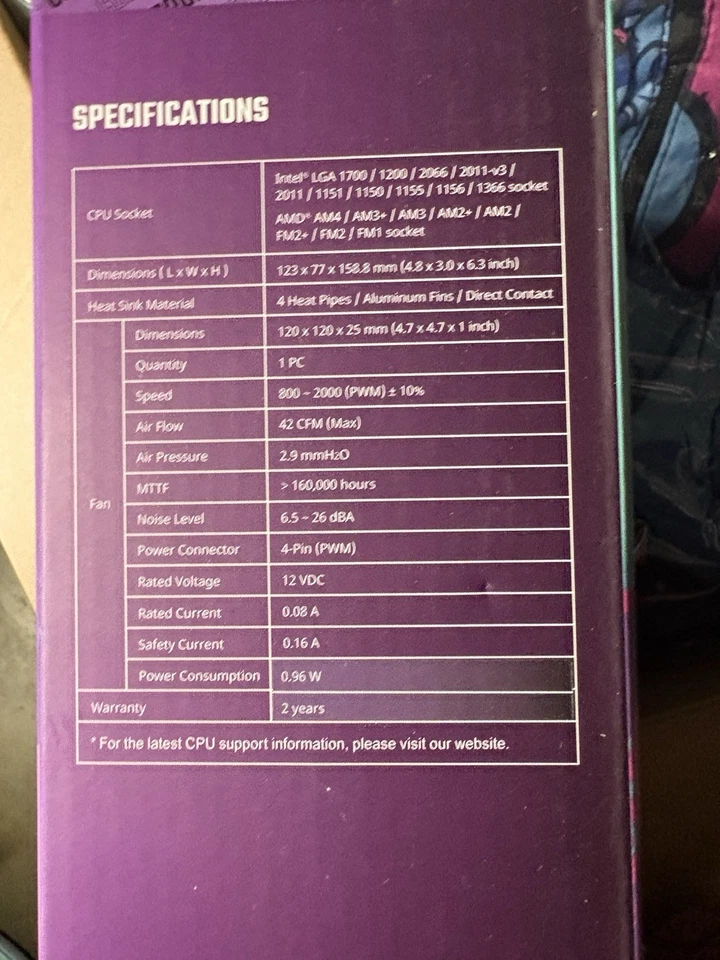 SPECIFICATIONS
CPU Socket
Intel® LGA 1700 / 1200 / 2066 / 2011-v3 /
2011 / 1151 / 1150 / 1155 / 1156 / 1366 socket
AMD® AM4 / AM3+ / AM3 / AM2+ / AM2 /
FM2+ / FM2 / FM1 socket
Dimensions ( L x W x H ) 123 x 77 x 158.8 mm (4.8 x 3.0 x 6.3 inch)
Heat Sink Material 4 Heat Pipes / Aluminum Fins / Direct Contact
Fan
Dimensions 120 x 120 x 25 mm (4.7 x 4.7 x 1 inch)
Quantity 1 PC
Speed 800 ~ 2000 (PWM) ± 10%
Air Flow 42 CFM (Max)
Air Pressure 2.9 mmH₂O
MTTF > 160,000 hours
Noise Level 6.5 ~ 26 dBA
Power Connector 4-Pin (PWM)
Rated Voltage 12 VDC
Rated Current 0.08 A
Safety Current 0.16 A
Power Consumption 0.96 W
Warranty 2 years
* For the latest CPU support information, please visit our website.